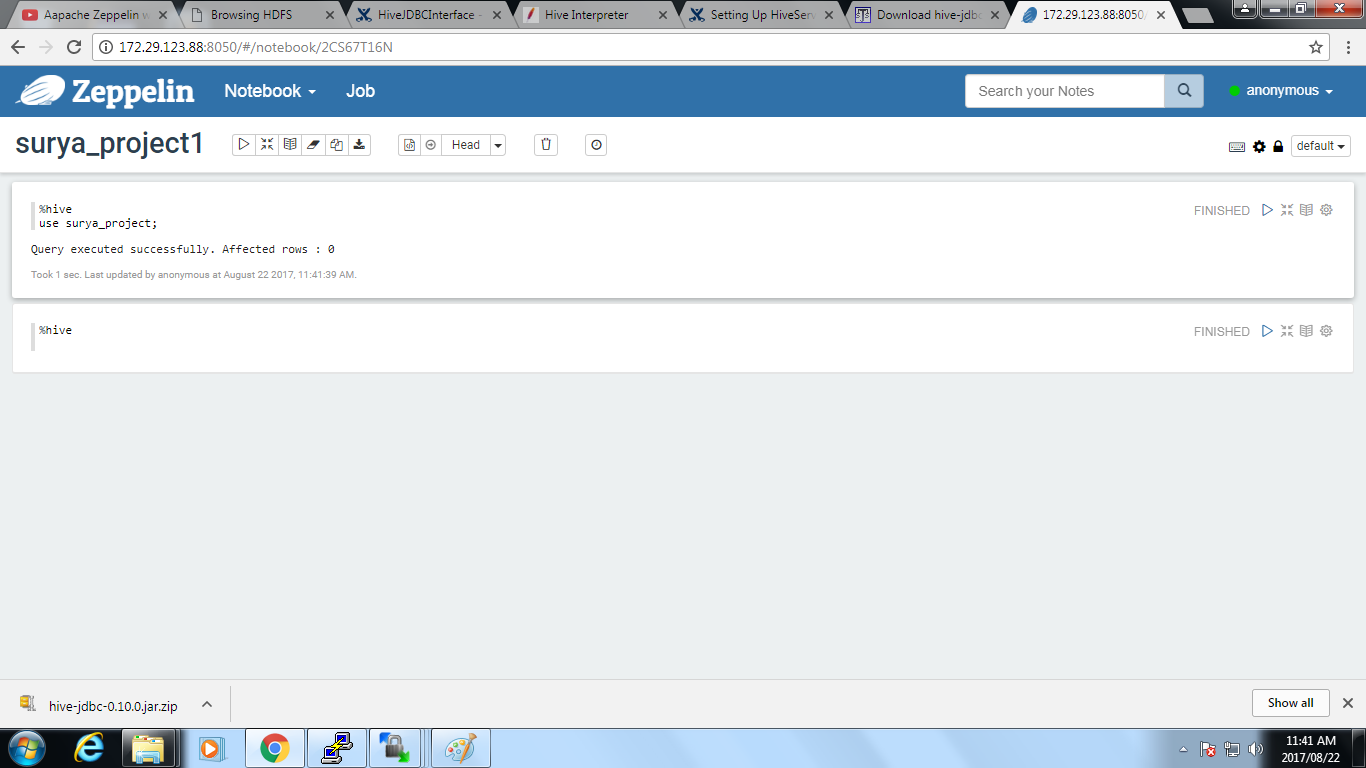 Aapache Zeppelin w
Browsing HDFS
HiveJDBCInterface -
Hive Interpreter
Setting Up HiveServ
Download hive-jdbc
172.29.123.88:8050/
172.29.123.88:8050/#/notebook/2CS67T16N
Zeppelin
Notebook
Job
Search your Notes
anonymous
surya_project1
Head
default
%hive
FINISHED
use surya_project;
Query executed successfully. Affected rows : 0
Took 1 sec. Last updated by anonymous at August 22 2017, 11:41:39 AM.
%hive
FINISHED
hive-jdbc-0.10.0.jar.zip
Show all
11:41 AM
2017/08/22